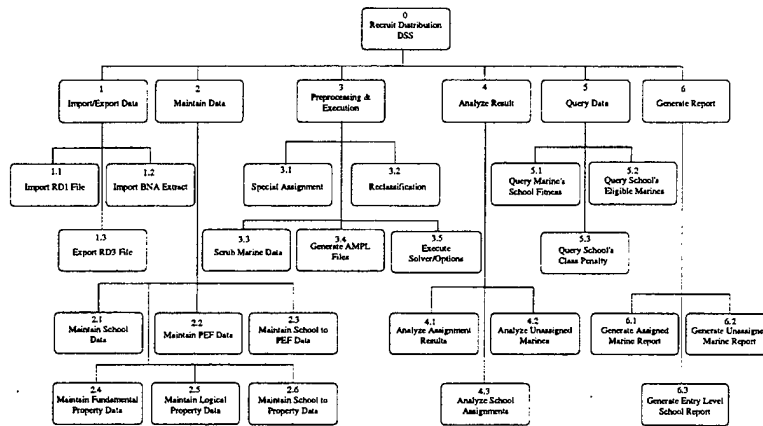 0
Recruit Distribution
DSS
1
Import/Export Data
2
Maintain Data
3
Preprocessing &
Execution
4
Analyze Result
5
Query Data
6
Generate Report
1.1
Import RD1 File
1.2
Import BNA Extract
3.1
Special Assignment
3.2
Reclassification
5.1
Query Marine's
School Fitness
5.2
Query School's
Eligible Marines
1.3
Export RD3 File
3.3
Scrub Marine Data
3.4
Generate AMPL
Files
3.5
Execute
Solver/Options
5.3
Query School's
Class Penalty
2.1
Maintain School
Data
2.2
Maintain PEF Data
2.3
Maintain School to
PEF Data
4.1
Analyze Assignment
Results
4.2
Analyze Unassigned
Marines
6.1
Generate Assigned
Marine Report
6.2
Generate Unassigned
Marine Report
2.4
Maintain Fundamental
Property Data
2.5
Maintain Logical
Property Data
2.6
Maintain School to
Property Data
4.3
Analyze School
Assignments
6.3
Generate Entry Level
School Report